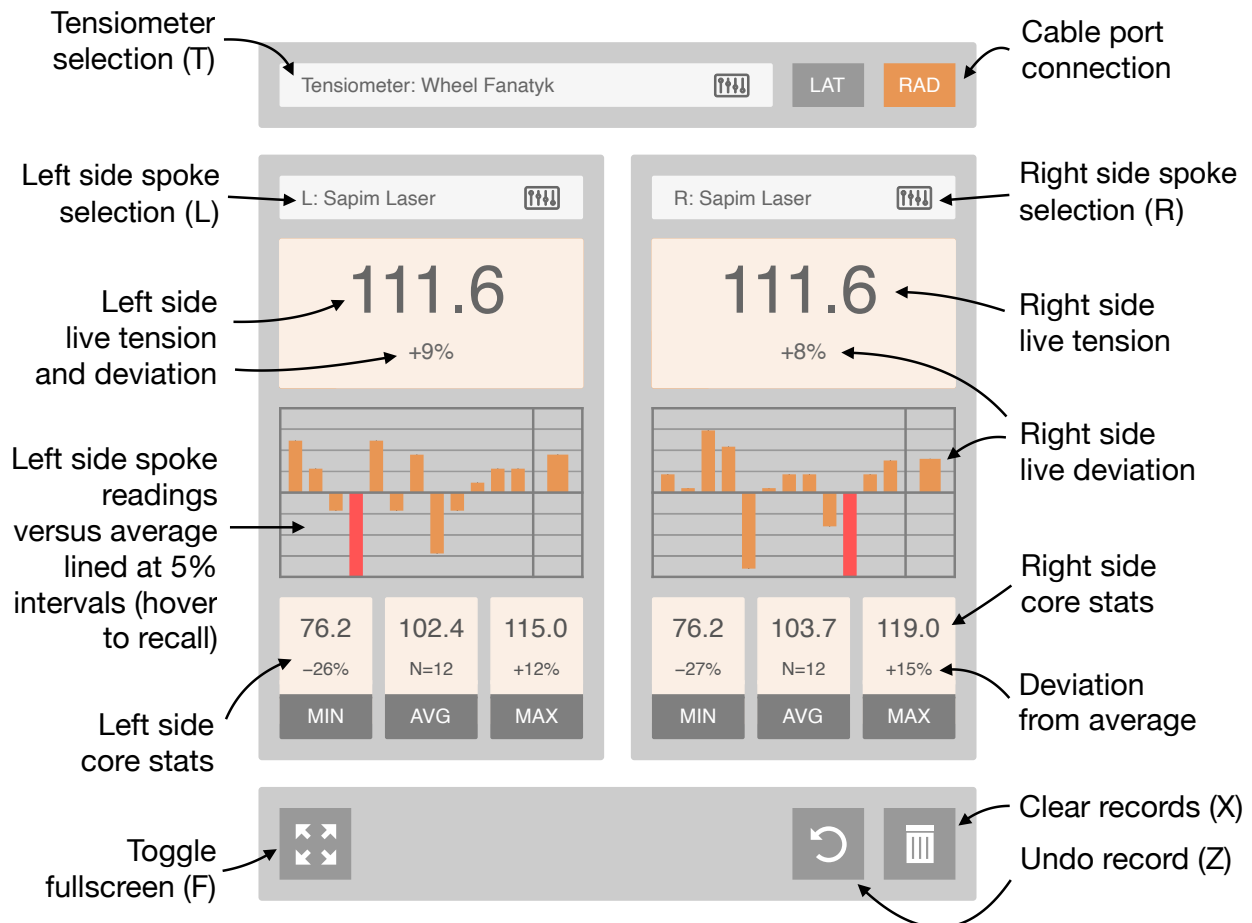 Tensiometer
selection (T)
Tensiometer: Wheel Fanatyk
LAT
RAD
Cable port
connection
Left side spoke
selection (L)
L: Sapim Laser
R: Sapim Laser
Right side spoke
selection (R)
Left side
live tension
and deviation
111.6
+9%
111.6
+8%
Right side
live tension
Right side
live deviation
Left side spoke
readings
versus average
lined at 5%
intervals (hover
to recall)
76.2
–26%
MIN
102.4
N=12
AVG
115.0
+12%
MAX
76.2
–27%
MIN
103.7
N=12
AVG
119.0
+15%
MAX
Right side
core stats
Deviation
from average
Left side
core stats
Toggle
fullscreen (F)
Clear records (X)
Undo record (Z)